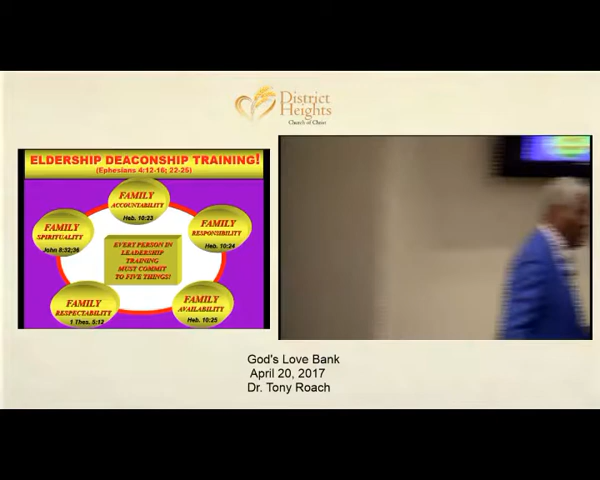 District
Heights
Church of Christ
ELDERSHIP DEACONSHIP TRAINING!
(Ephesians 4:12-16; 22-25)
FAMILY
ACCOUNTABILITY
Heb. 10:23
FAMILY
SPIRITUALITY
John 8:32;36
FAMILY
RESPONSIBILITY
Heb. 10:24
EVERY PERSON IN
LEADERSHIP
TRAINING
MUST COMMIT
TO FIVE THINGS!
FAMILY
RESPECTABILITY
1 Thes. 5:12
FAMILY
AVAILABILITY
Heb. 10:25
God's Love Bank
April 20, 2017
Dr. Tony Roach